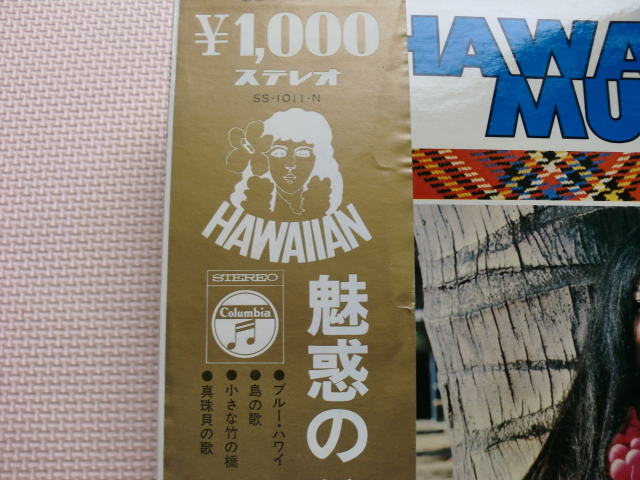 ¥1,000
ステレオ
SS-1011-N
HAWAIIAN
STEREO
Columbia
魅惑の
●ブルー・ハワイ
●島の歌
●小さな竹の橋
●真珠貝の歌
HAWA
MU